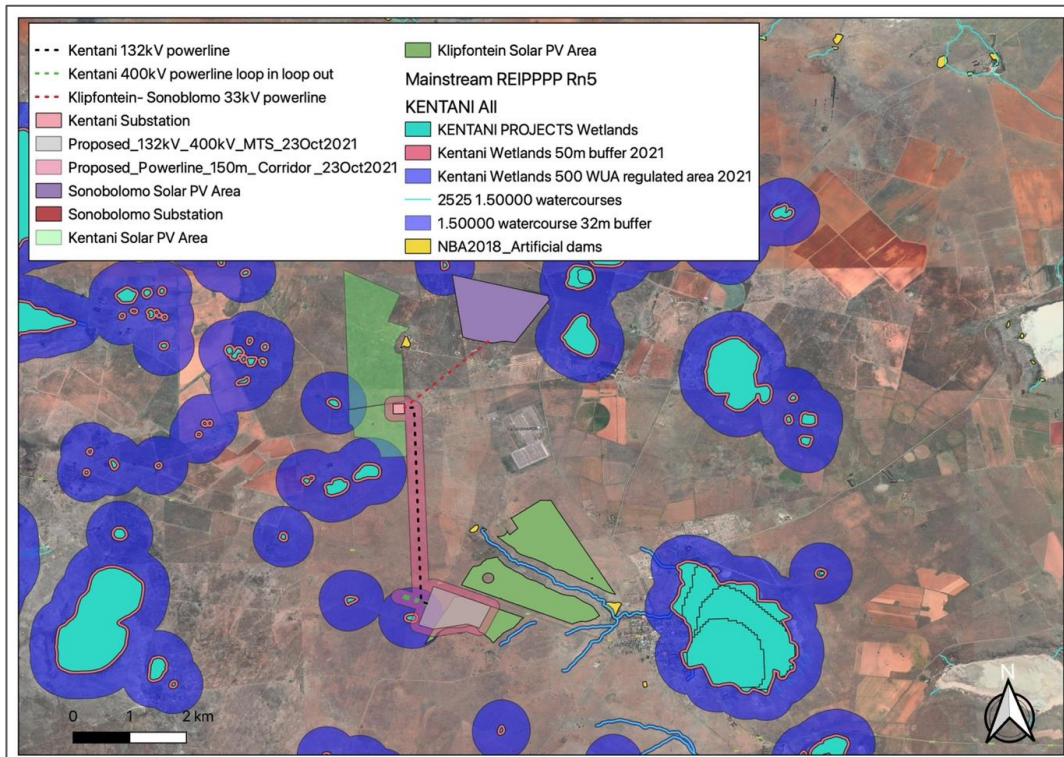 Kentani 132kV powerline
Kentani 400kV powerline loop in loop out
Klipfontein- Sonoblomo 33kV powerline
Kentani Substation
Proposed_132kV_400kV_MTS_23Oct2021
Proposed_Powerline_150m_Corridor_23Oct2021
Sonobolomo Solar PV Area
Sonobolomo Substation
Kentani Solar PV Area
Klipfontein Solar PV Area
Mainstream REIPPPP Rn5
KENTANI AII
KENTANI PROJECTS Wetlands
Kentani Wetlands 50m buffer 2021
Kentani Wetlands 500 WUA regulated area 2021
2525 1.50000 watercourses
1.50000 watercourse 32m buffer
NBA2018_Artificial dams
0 1 2 km
N